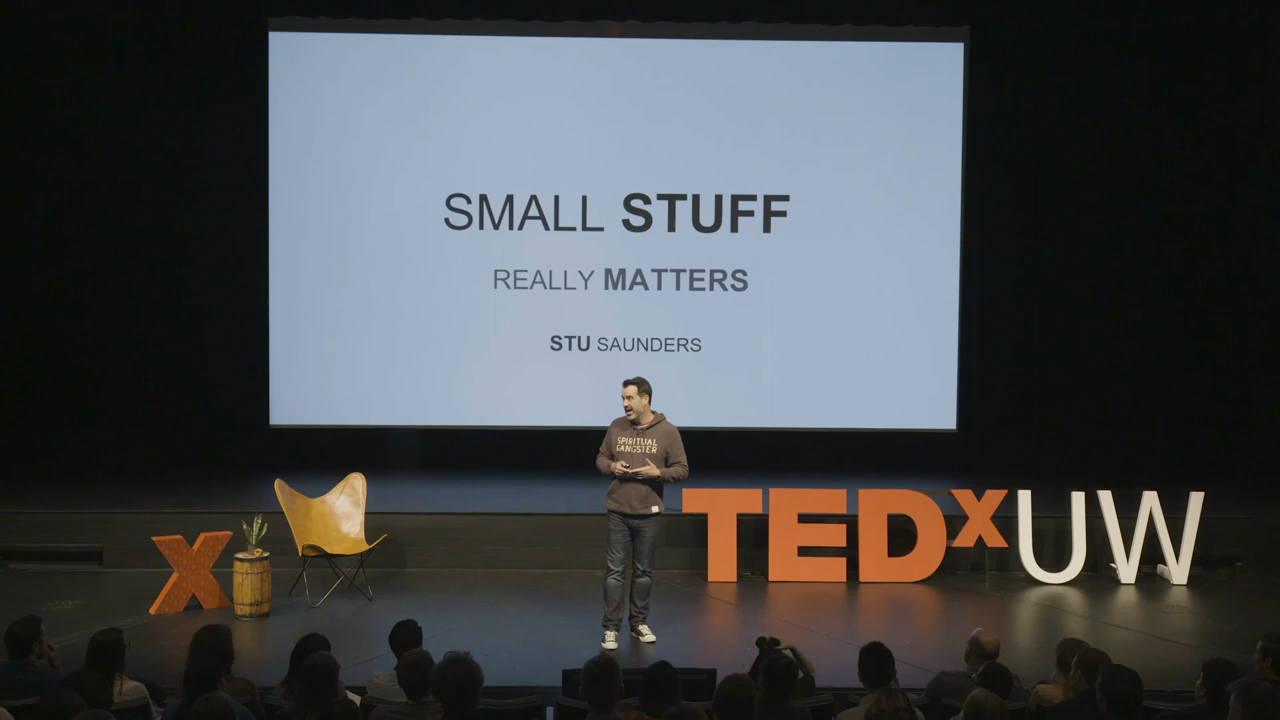 SMALL STUFF
REALLY MATTERS
STU SAUNDERS
SPIRITUAL
GANGSTER
X
TEDxUW